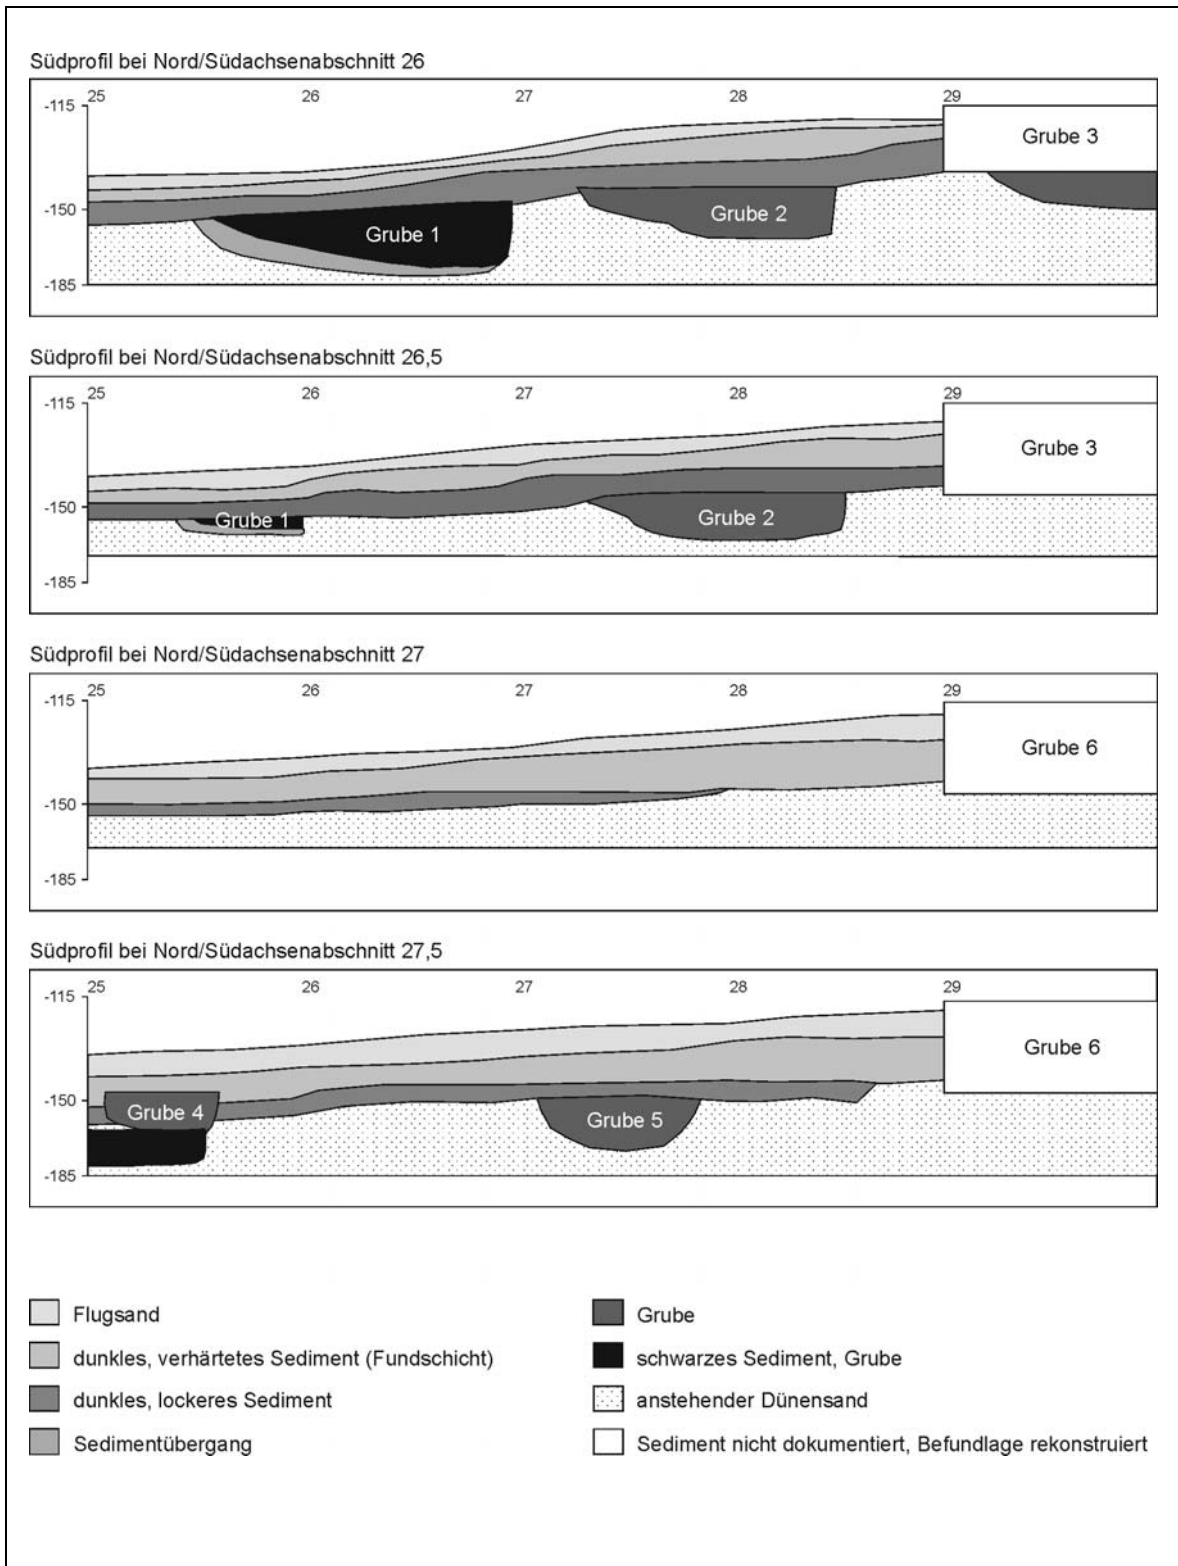 Südprofil bei Nord/Südachsenabschnitt 26
25 26 27 28 29
-115
Grube 3
-150
Grube 1
Grube 2
-185
Südprofil bei Nord/Südachsenabschnitt 26,5
25 26 27 28 29
-115
Grube 3
-150
Grube 1
Grube 2
-185
Südprofil bei Nord/Südachsenabschnitt 27
25 26 27 28 29
-115
Grube 6
-150
-185
Südprofil bei Nord/Südachsenabschnitt 27,5
25 26 27 28 29
-115
Grube 6
-150
Grube 4
Grube 5
-185
Flugsand
dunkles, verhärtetes Sediment (Fundschicht)
dunkles, lockeres Sediment
Sedimentübergang
Grube
schwarzes Sediment, Grube
anstehender Dünensand
Sediment nicht dokumentiert, Befundlage rekonstruiert